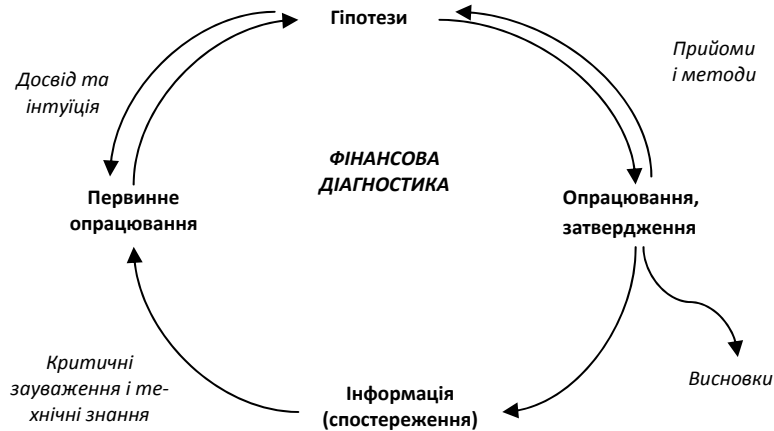 Гіпотези
Досвід та
інтуїція
Прийоми
і методи
ФІНАНСОВА
ДІАГНОСТИКА
Первинне
опрацювання
Опрацювання,
затвердження
Критичні
зауваження і те-
хнічні знання
Інформація
(спостереження)
Висновки